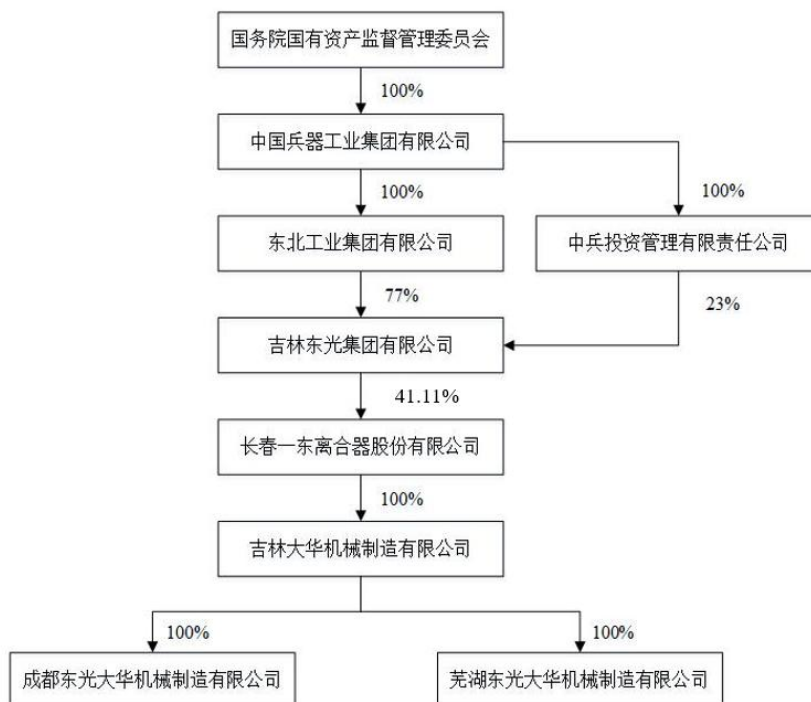 国务院国有资产监督管理委员会
100%
中国兵器工业集团有限公司
100%
100%
东北工业集团有限公司
中兵投资管理有限责任公司
77%
23%
吉林东光集团有限公司
41.11%
长春一东离合器股份有限公司
100%
吉林大华机械制造有限公司
100%
100%
成都东光大华机械制造有限公司
芜湖东光大华机械制造有限公司